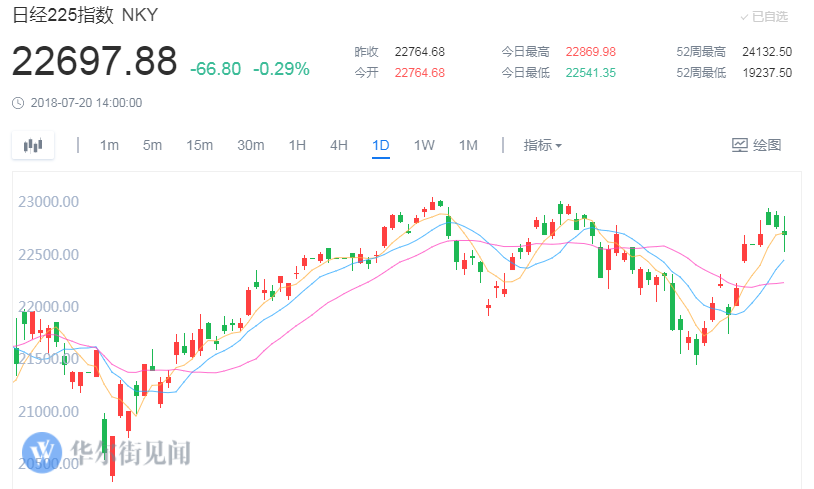 日经225指数 NKY
已自选
22697.88 -66.80 -0.29%
昨收 22764.68 今日最高 22869.98 52周最高 24132.50
今开 22764.68 今日最低 22541.35 52周最低 19237.50
2018-07-20 14:00:00
1m 5m 15m 30m 1H 4H 1D 1W 1M 指标 绘图
23000.00
22500.00
22000.00
21500.00
21000.00
华尔街见闻
20500.00